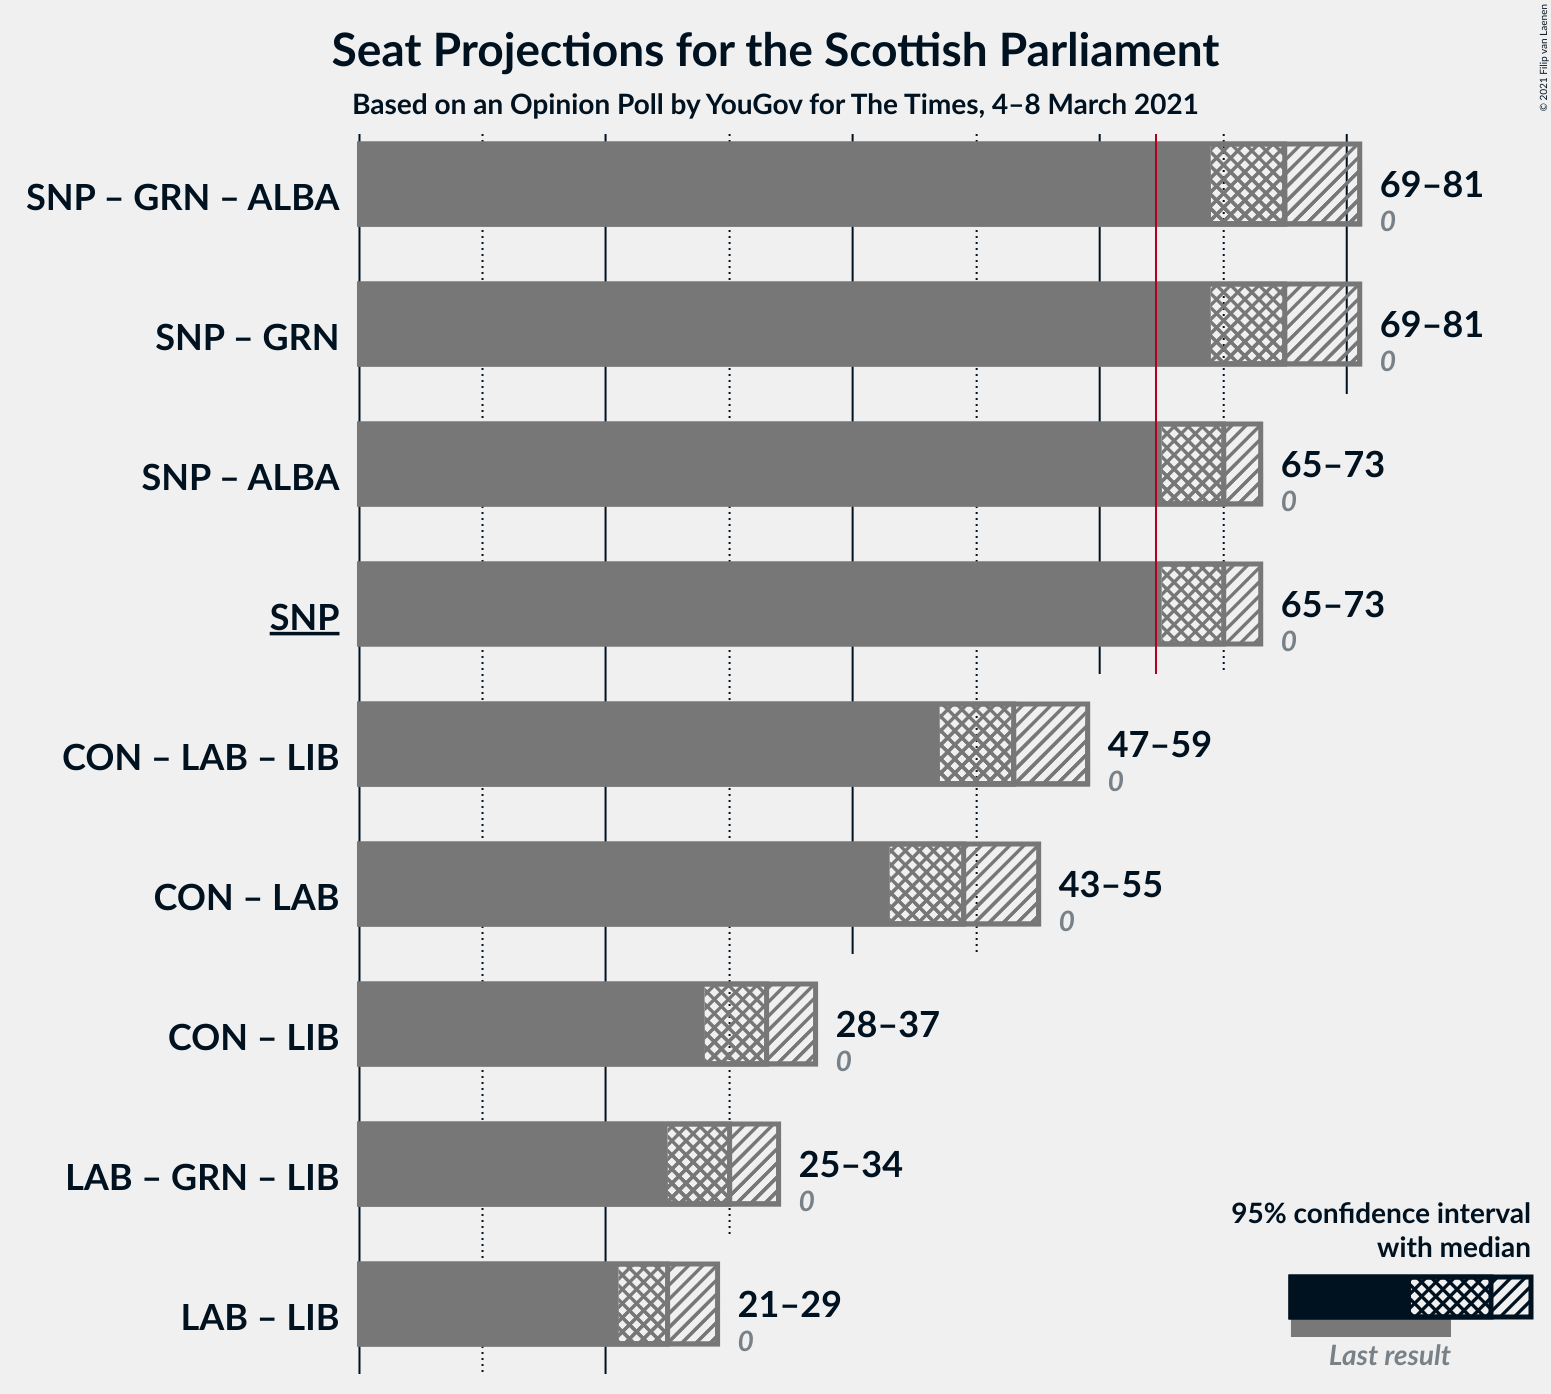 Seat Projections for the Scottish Parliament
Based on an Opinion Poll by YouGov for The Times, 4–8 March 2021
© 2021 Filip van Laenen
SNP – GRN – ALBA
69–81
0
SNP – GRN
69–81
0
SNP – ALBA
65–73
0
SNP
65–73
0
CON – LAB – LIB
47–59
0
CON – LAB
43–55
0
CON – LIB
28–37
0
LAB – GRN – LIB
25–34
0
LAB – LIB
21–29
0
95% confidence interval
with median
Last result